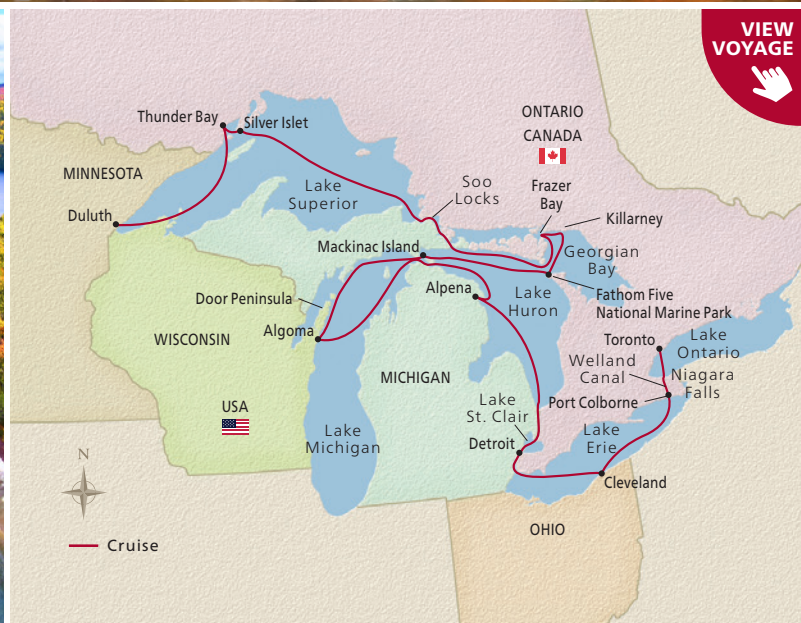 VIEW
VOYAGE
Thunder Bay
Silver Islet
ONTARIO
CANADA
MINNESOTA
Lake
Superior
Soo
Locks
Frazer
Bay
Killarney
Duluth
Mackinac Island
Georgian
Bay
Door Peninsula
Alpena
Lake
Huron
Fathom Five
National Marine Park
Algoma
WISCONSIN
Toronto
Lake
Ontario
MICHIGAN
Welland
Canal
Niagara
Falls
USA
Port Colborne
Lake
St. Clair
Lake
Michigan
Detroit
Lake
Erie
Cleveland
N
OHIO
Cruise